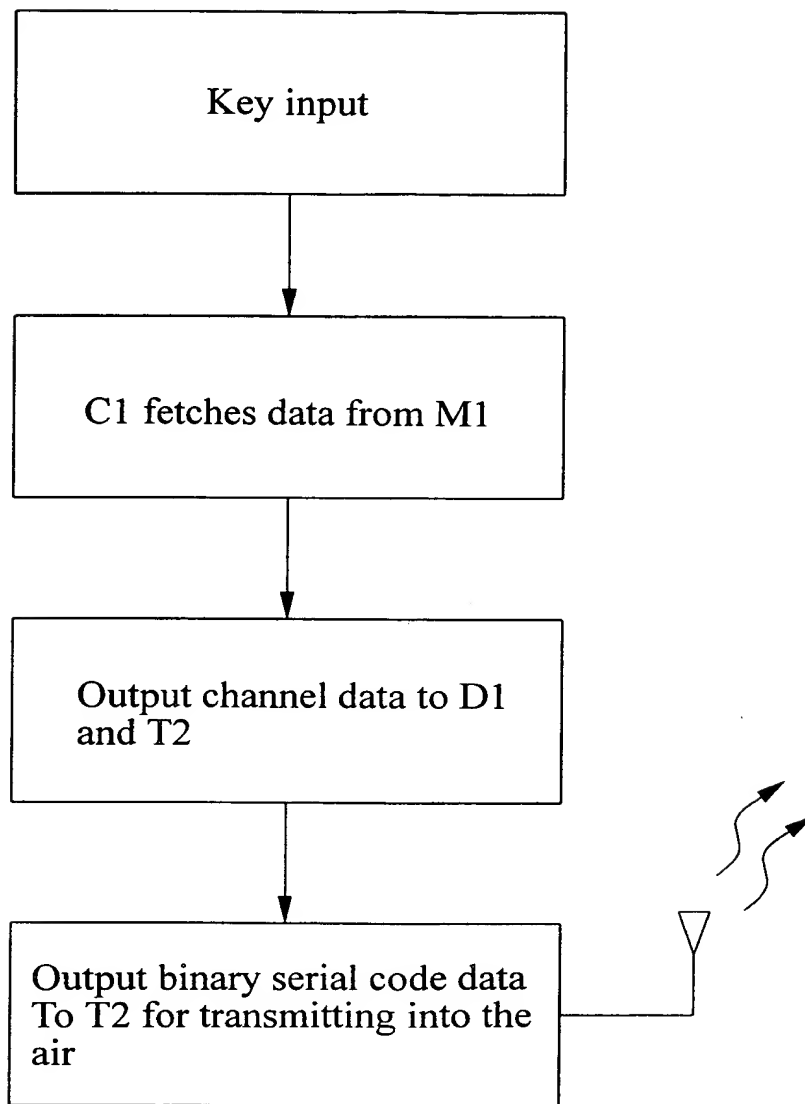 Key input
C1 fetches data from M1
Output channel data to D1
and T2
Output binary serial code data
To T2 for transmitting into the
air